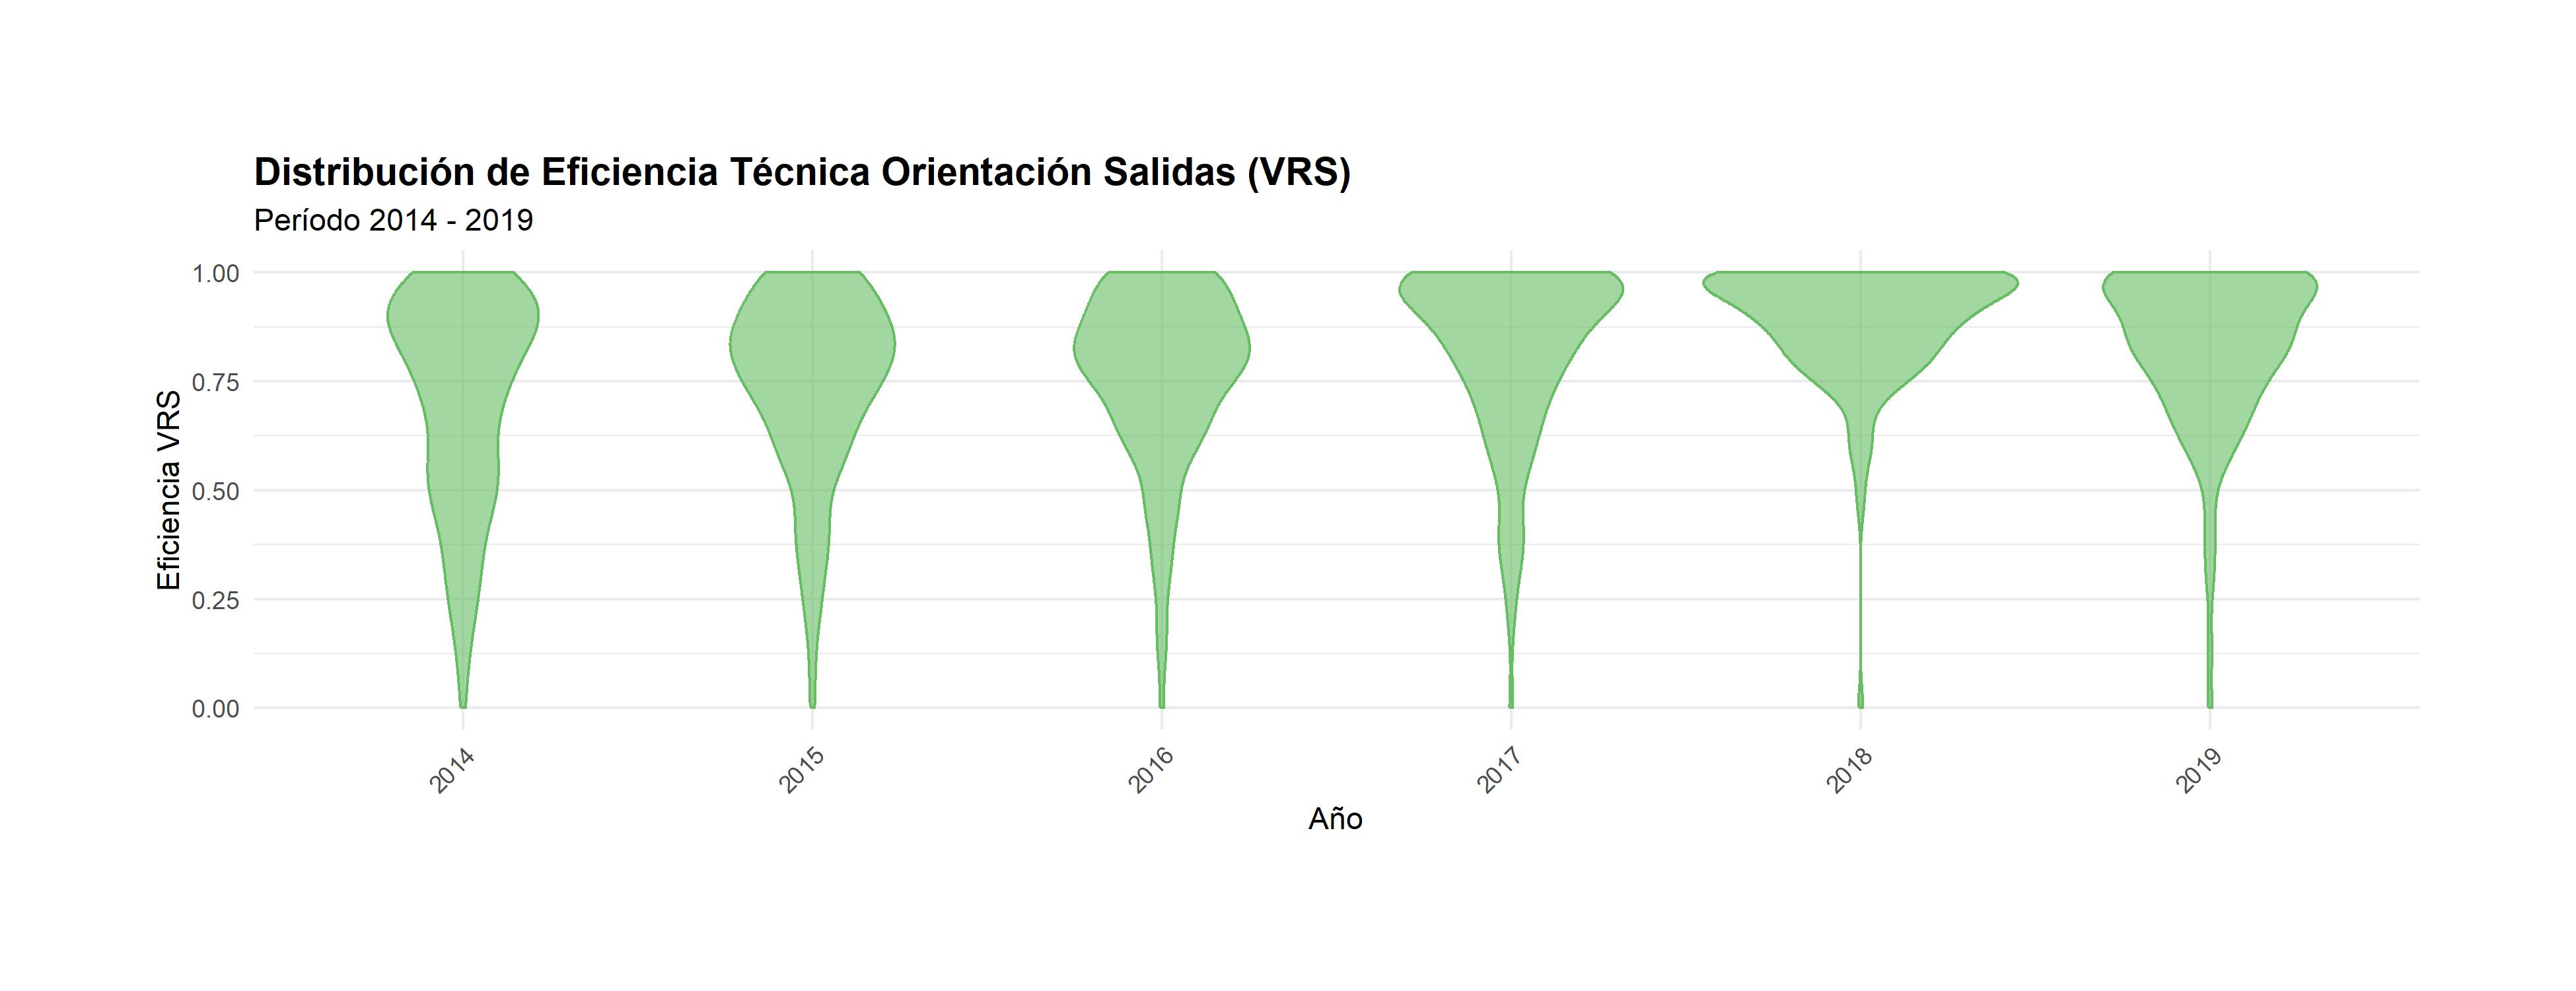 Distribución de Eficiencia Técnica Orientación Salidas (VRS)
Período 2014 - 2019
Eficiencia VRS
1.00
0.75
0.50
0.25
0.00
2014
2015
2016
2017
2018
2019
Año